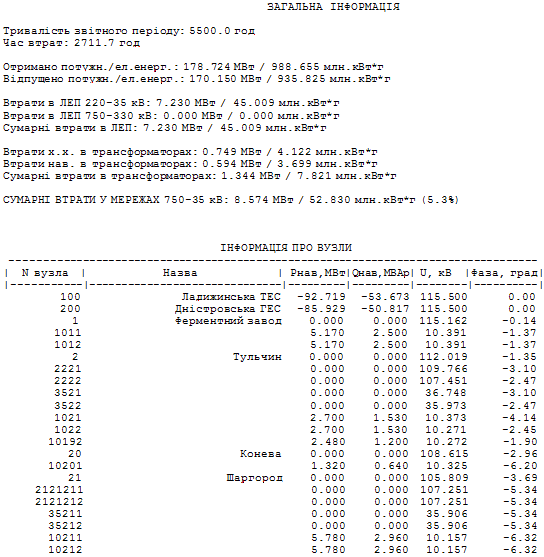 ЗАГАЛЬНА ІНФОРМАЦІЯ
Тривалість звітного періоду: 5500.0 год
Час втрат: 2711.7 год
Отримано потужн./ел.енерг.: 178.724 МВт / 988.655 млн.кВт*г
Відпущено потужн./ел.енерг.: 170.150 МВт / 935.825 млн.кВт*г
Втрати в ЛЕП 220-35 кВ: 7.230 МВт / 45.009 млн.кВт*г
Втрати в ЛЕП 750-330 кВ: 0.000 МВт / 0.000 млн.кВт*г
Сумарні втрати в ЛЕП: 7.230 МВт / 45.009 млн.кВт*г
Втрати х.х. в трансформаторах: 0.749 МВт / 4.122 млн.кВт*г
Втрати нав. в трансформаторах: 0.594 МВт / 3.699 млн.кВт*г
Сумарні втрати в трансформаторах: 1.344 МВт / 7.821 млн.кВт*г
СУМАРНІ ВТРАТИ У МЕРЕЖАХ 750-35 кВ: 8.574 МВт / 52.830 млн.кВт*г (5.3%)
ІНФОРМАЦІЯ ПРО ВУЗЛИ
| N вузла | Назва | Рнав,МВт|Qнав,МВАр| U, кВ |Фаза, град|
100 Ладижинська ТЕС -92.719 -53.673 115.500 0.00
200 Дністровська ГЕС -85.929 -50.817 115.500 0.00
1 Ферментний завод 0.000 0.000 115.162 -0.14
1011 5.170 2.500 10.391 -1.37
1012 5.170 2.500 10.391 -1.37
2 Тульчин 0.000 0.000 112.019 -1.35
2221 0.000 0.000 109.766 -3.10
2222 0.000 0.000 107.451 -2.47
3521 0.000 0.000 36.748 -3.10
3522 0.000 0.000 35.973 -2.47
1021 2.700 1.530 10.373 -4.14
1022 2.700 1.530 10.271 -2.45
10192 2.480 1.200 10.272 -1.90
20 Конева 0.000 0.000 108.615 -2.96
10201 1.320 0.640 10.325 -6.20
21 Шаргород 0.000 0.000 105.809 -3.69
2121211 0.000 0.000 107.251 -5.34
2121212 0.000 0.000 107.251 -5.34
35211 0.000 0.000 35.906 -5.34
35212 0.000 0.000 35.906 -5.34
10211 5.780 2.960 10.157 -6.32
10212 5.780 2.960 10.157 -6.32